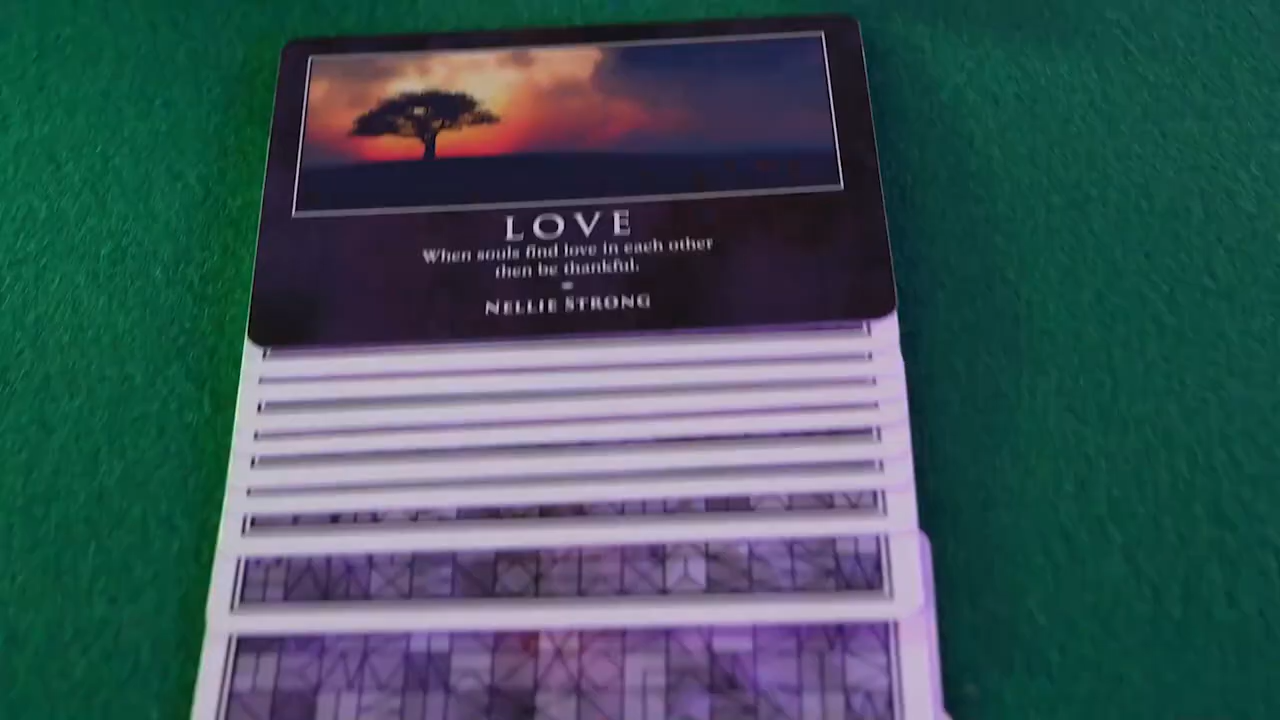 LOVE
When souls find love in each other
then be thankful.
NELLIE STRONG